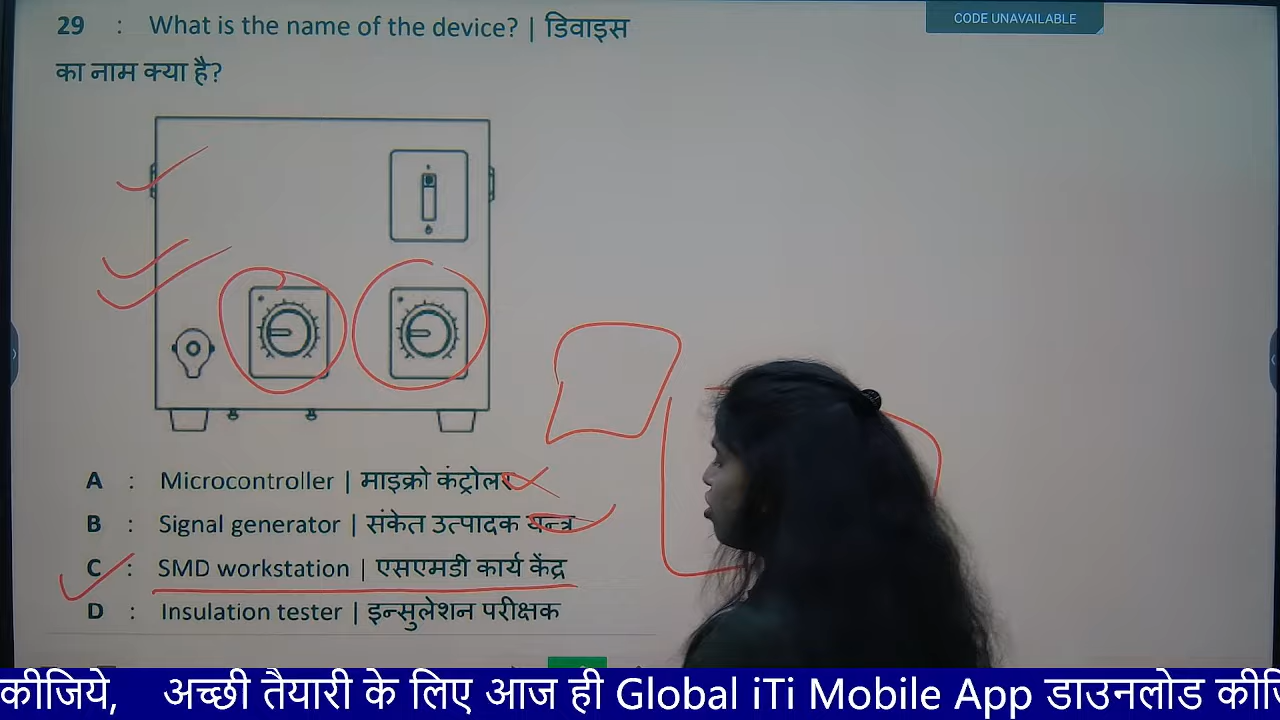 29 : What is the name of the device? | डिवाइस
का नाम क्या है?
CODE UNAVAILABLE
A : Microcontroller | माइक्रो कंट्रोलर
B : Signal generator | संकेत उत्पादक यन्त्र
C : SMD workstation | एसएमडी कार्य केंद्र
D : Insulation tester | इन्सुलेशन परीक्षक
कीजिये, अच्छी तैयारी के लिए आज ही Global iTi Mobile App डाउनलोड